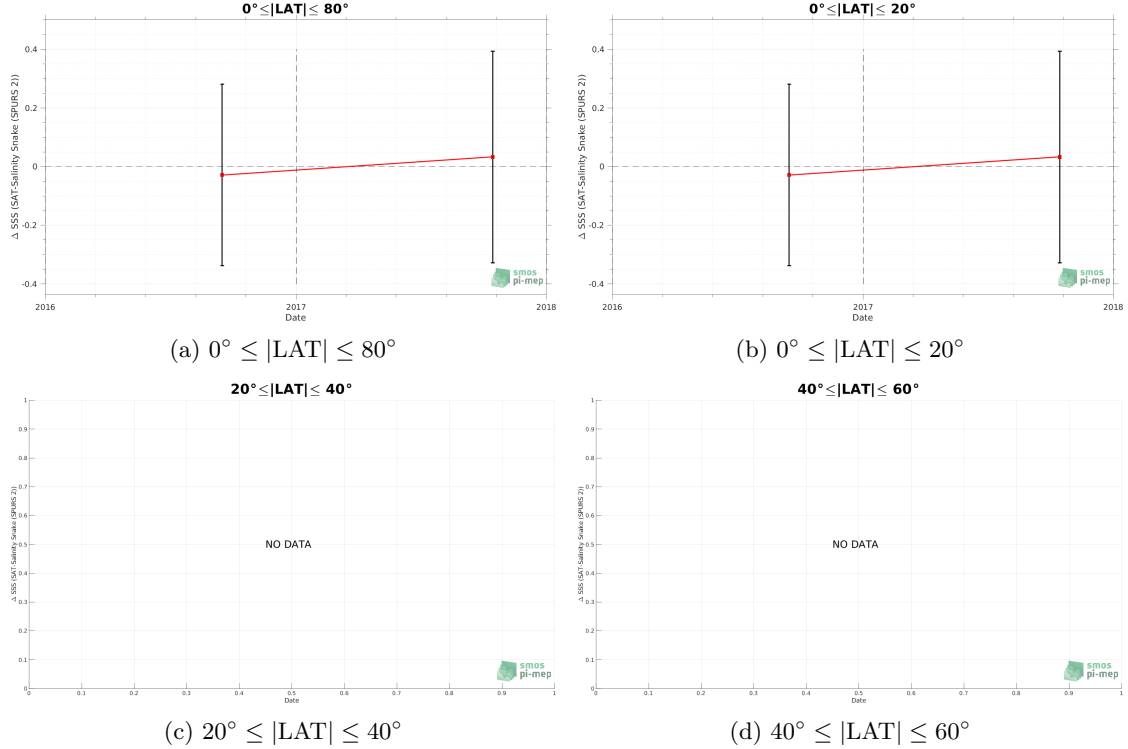 0°≤|LAT|≤ 80°
Δ SSS (SAT-Salinity Snake (SPURS 2))
0.4
0.2
0
-0.2
-0.4
2016
2017
2018
Date
smos
pi-mep
(a) 0° ≤ |LAT| ≤ 80°
0°≤|LAT|≤ 20°
Δ SSS (SAT-Salinity Snake (SPURS 2))
0.4
0.2
0
-0.2
-0.4
2016
2017
2018
Date
smos
pi-mep
(b) 0° ≤ |LAT| ≤ 20°
20°≤|LAT|≤ 40°
Δ SSS (SAT-Salinity Snake (SPURS 2))
1
0.9
0.8
0.7
0.6
0.5
0.4
0.3
0.2
0.1
0
NO DATA
0
0.1
0.2
0.3
0.4
0.5
0.6
0.7
0.8
0.9
1
Date
smos
pi-mep
(c) 20° ≤ |LAT| ≤ 40°
40°≤|LAT|≤ 60°
Δ SSS (SAT-Salinity Snake (SPURS 2))
1
0.9
0.8
0.7
0.6
0.5
0.4
0.3
0.2
0.1
0
NO DATA
0
0.1
0.2
0.3
0.4
0.5
0.6
0.7
0.8
0.9
1
Date
smos
pi-mep
(d) 40° ≤ |LAT| ≤ 60°